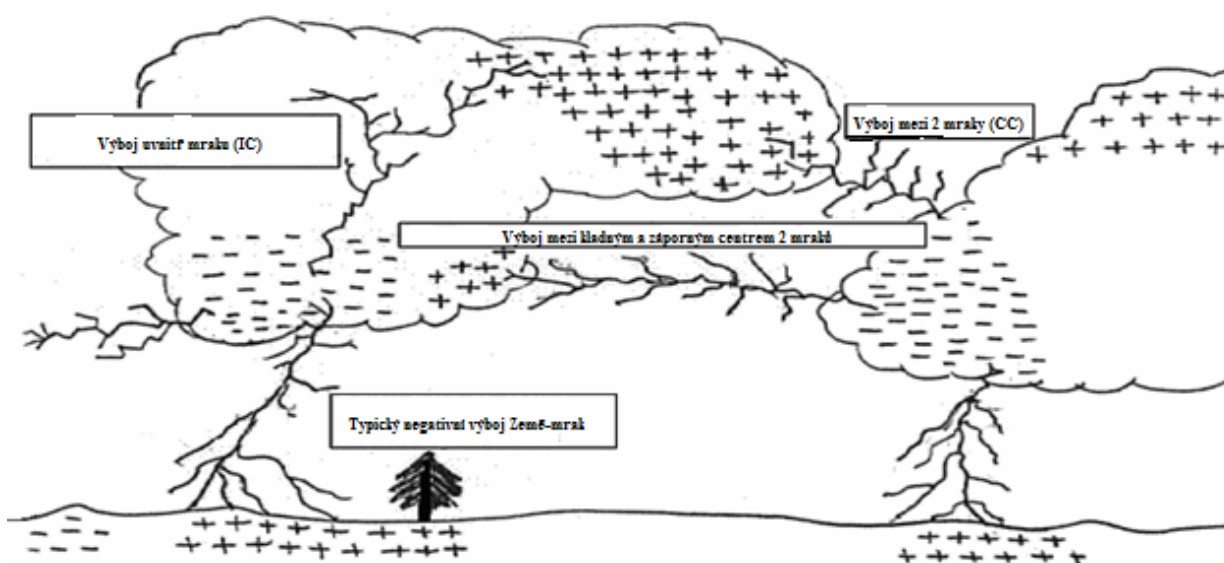 Výboj mezi 2 mraky (CC)
Výboj uvnitř mraku (IC)
Výboj mezi kladným a záporným centrem 2 mraků
Typický negativní výboj Země-mrak